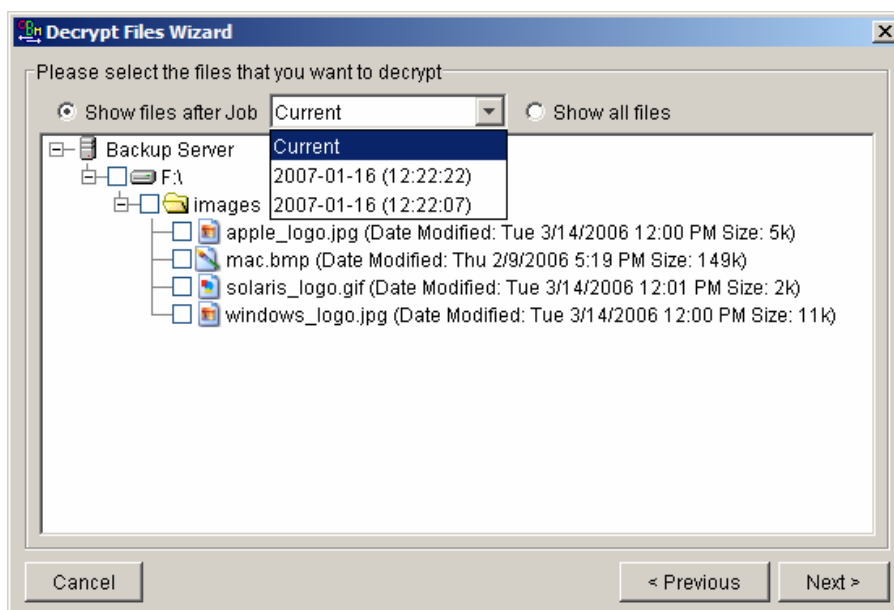 CBM Decrypt Files Wizard
Please select the files that you want to decrypt
Show files after Job Current Show all files
Current
2007-01-16 (12:22:22)
2007-01-16 (12:22:07)
Backup Server
F:\
images
apple_logo.jpg (Date Modified: Tue 3/14/2006 12:00 PM Size: 5k)
mac.bmp (Date Modified: Thu 2/9/2006 5:19 PM Size: 149k)
solaris_logo.gif (Date Modified: Tue 3/14/2006 12:01 PM Size: 2k)
windows_logo.jpg (Date Modified: Tue 3/14/2006 12:00 PM Size: 11k)
Cancel < Previous Next >